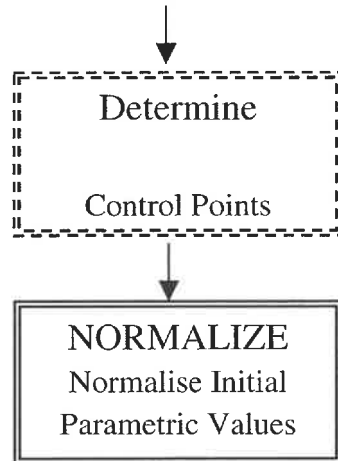 Determine
Control Points
NORMALIZE
Normalise Initial
Parametric Values